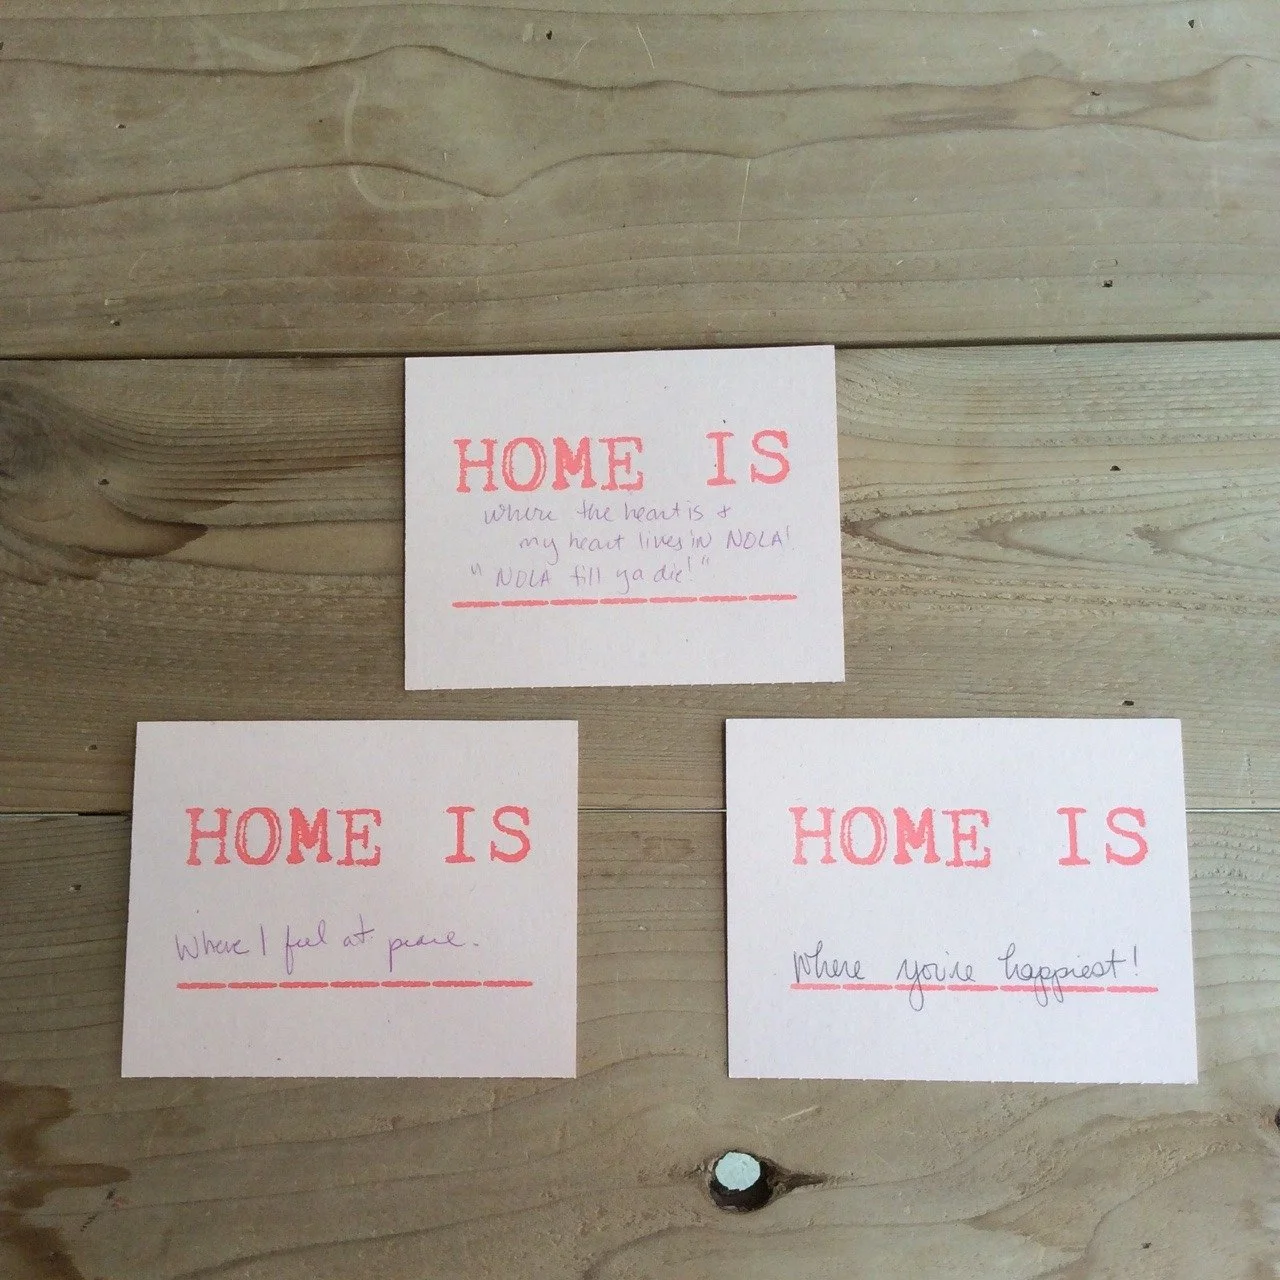 HOME IS
where the heart is +
my heart lives in NOLA!
"NOLA till ya die!"
HOME IS
Where I feel at peace.
HOME IS
Where you're happiest!